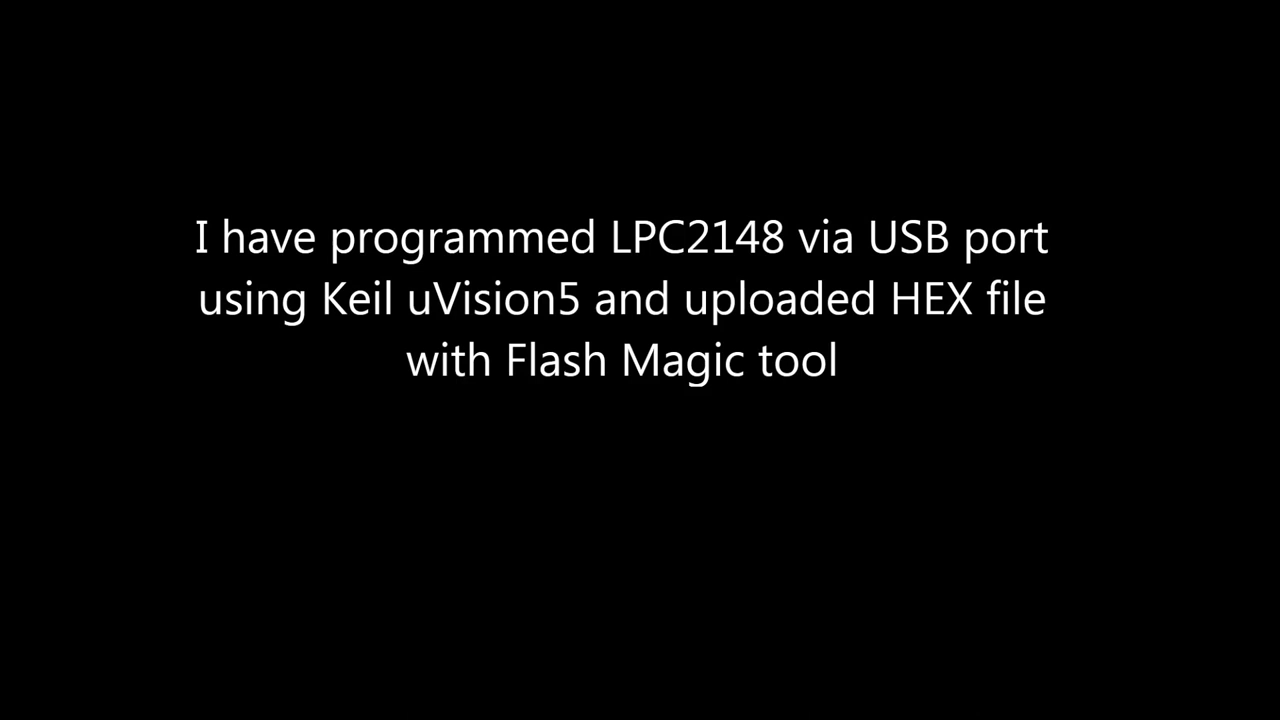 I have programmed LPC2148 via USB port
using Keil uVision5 and uploaded HEX file
with Flash Magic tool